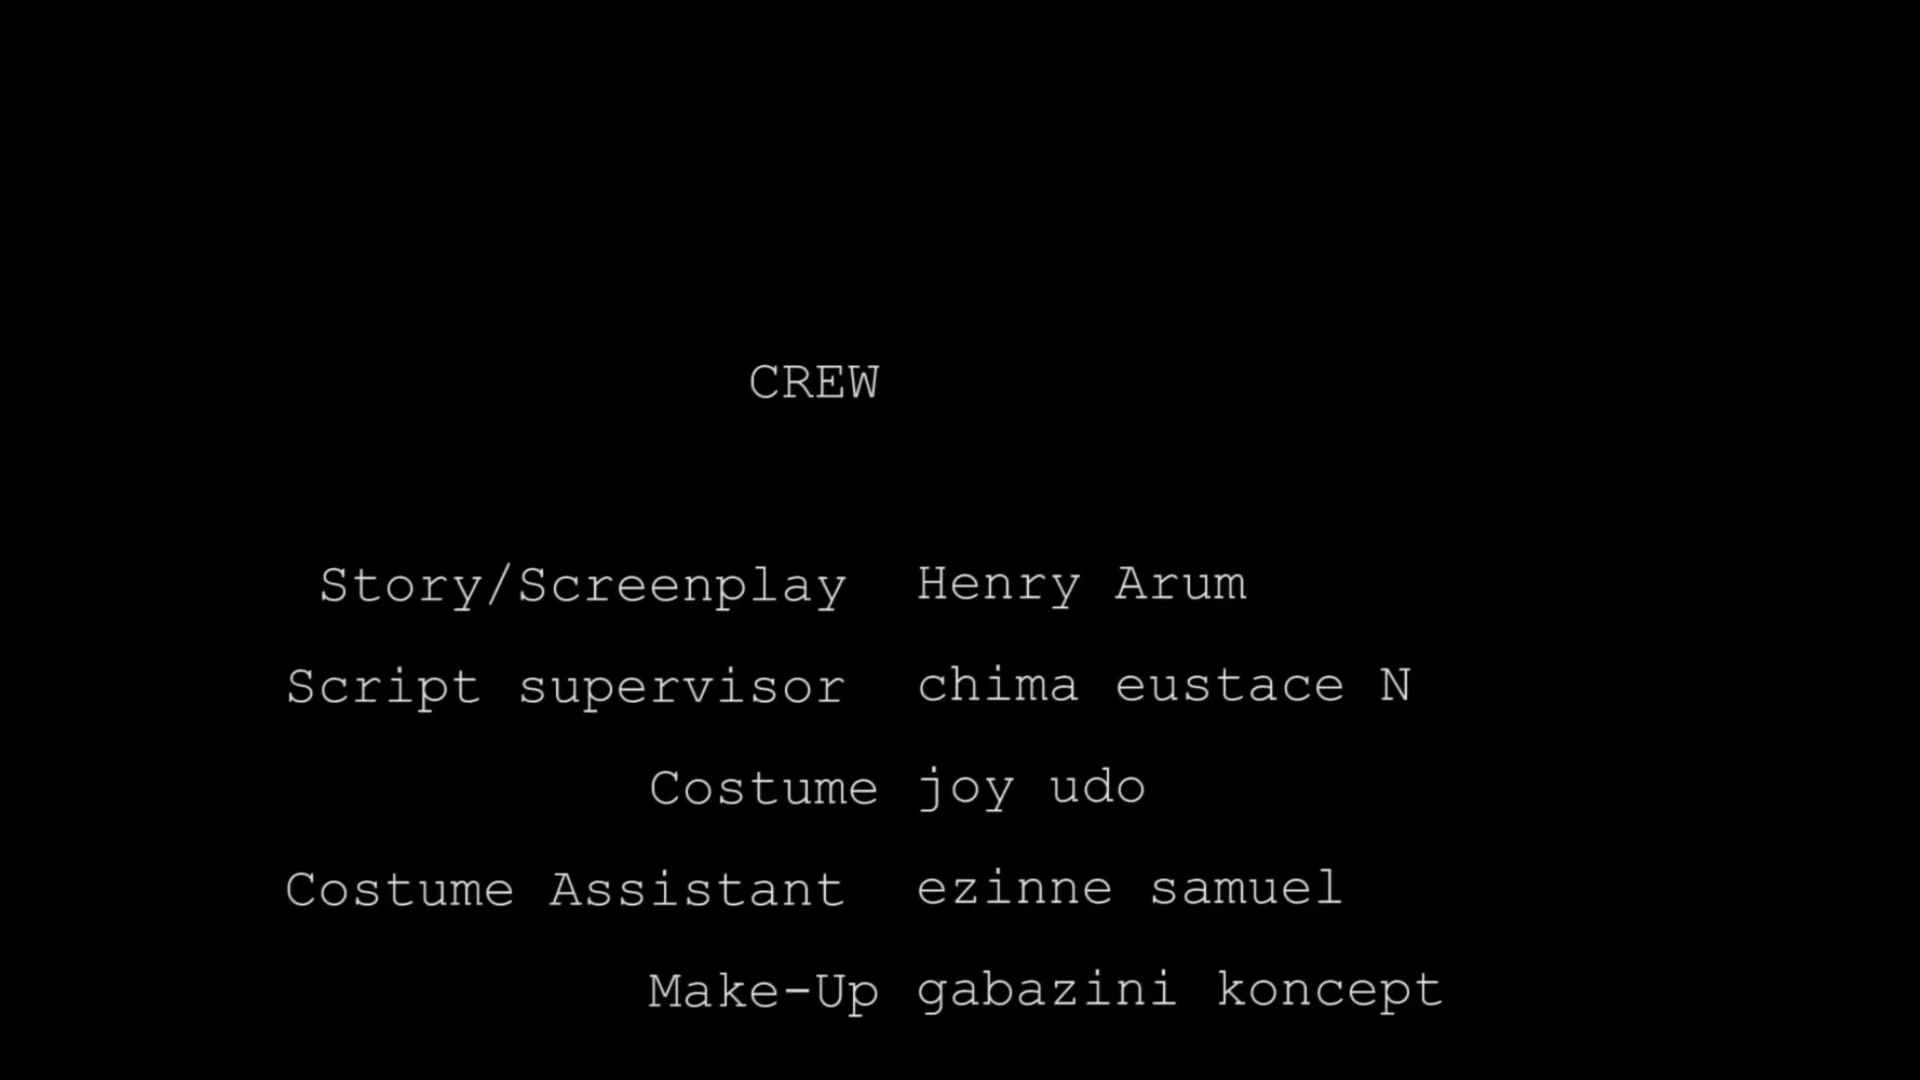 CREW
Story/Screenplay Henry Arum
Script supervisor chima eustace N
Costume joy udo
Costume Assistant ezinne samuel
Make-Up gabazini koncept